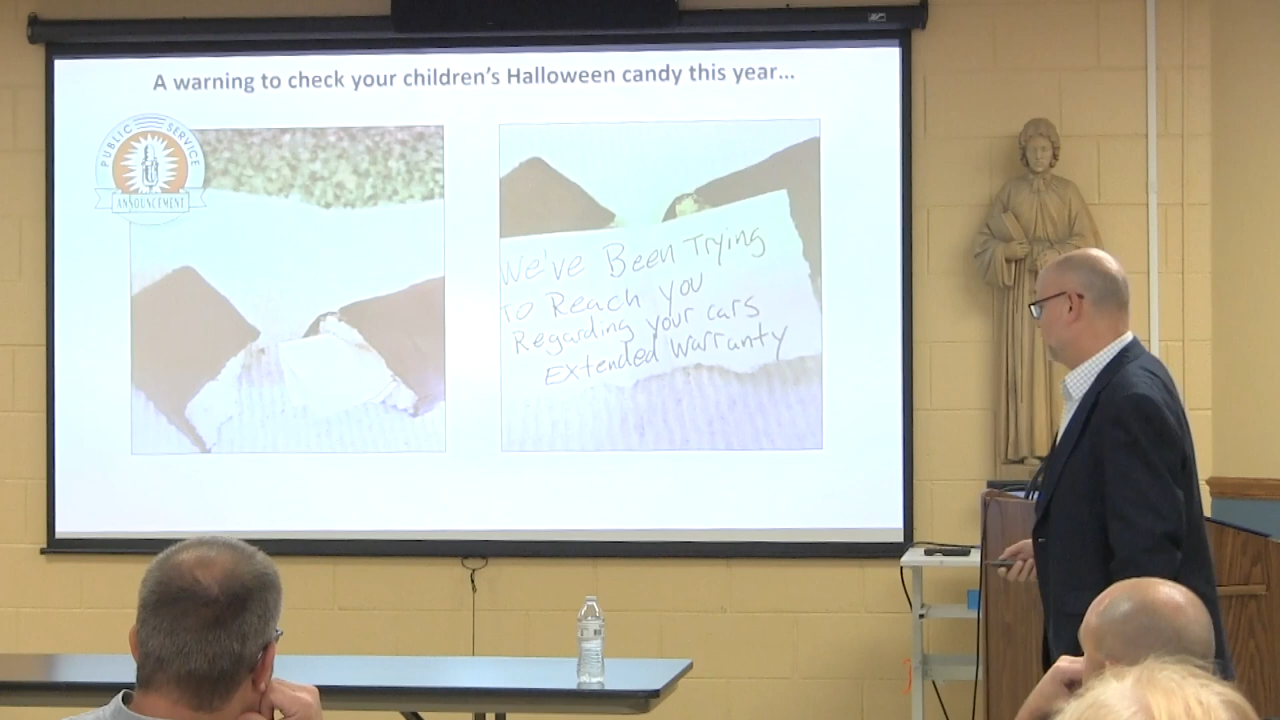 A warning to check your children's Halloween candy this year...
PUBLIC SERVICE
ANNOUNCEMENT
We've Been Trying
To Reach you
Regarding your cars
Extended Warranty